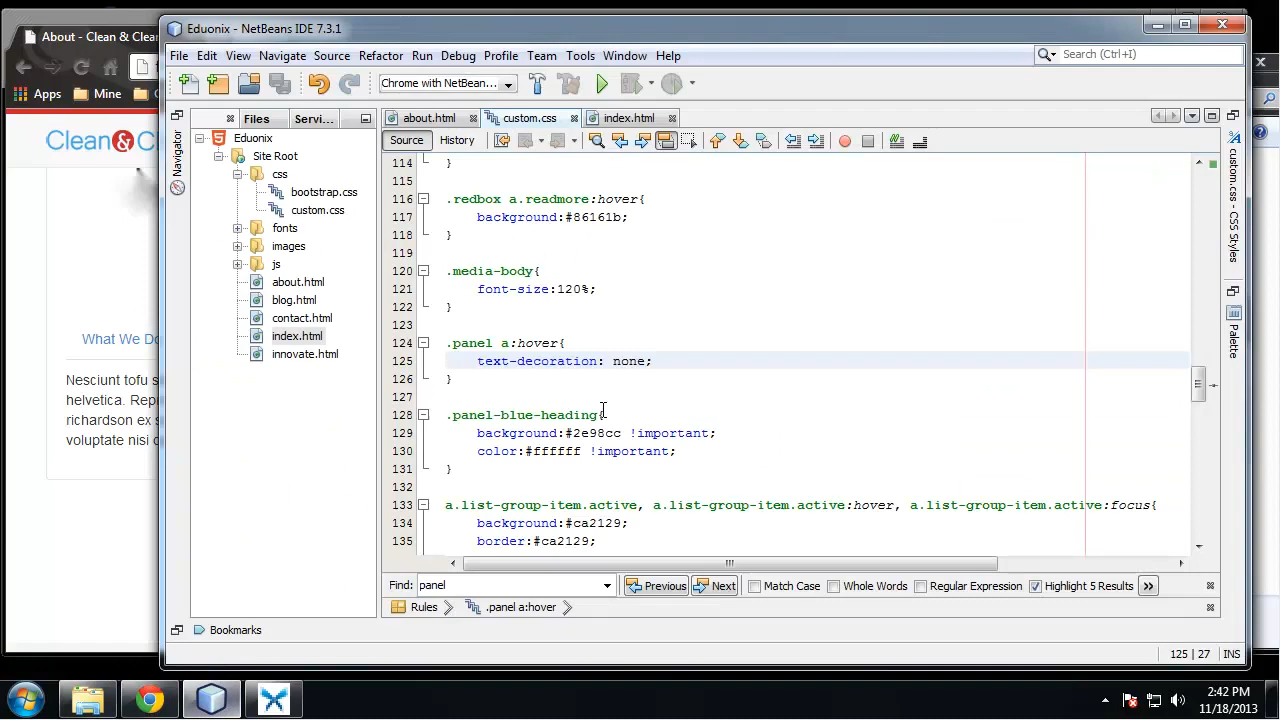 About - Clean & Clean
Apps
Mine
Clean&Cl
What We Do
Nesciunt tofu s
helvetica. Repr
richardson ex s
voluptate nisi c
Eduonix - NetBeans IDE 7.3.1
File Edit View Navigate Source Refactor Run Debug Profile Team Tools Window Help
Search (Ctrl+I)
Chrome with NetBean...
Files Servi...
about.html custom.css index.html
Source History
Navigator
Eduonix
Site Root
css
bootstrap.css
custom.css
fonts
images
js
about.html
blog.html
contact.html
index.html
innovate.html
114 }
115
116 .redbox a.readmore:hover{
117 background:#86161b;
118 }
119
120 .media-body{
121 font-size:120%;
122 }
123
124 .panel a:hover{
125 text-decoration: none;
126 }
127
128 .panel-blue-heading{
129 background:#2e98cc !important;
130 color:#ffffff !important;
131 }
132
133 a.list-group-item.active, a.list-group-item.active:hover, a.list-group-item.active:focus{
134 background:#ca2129;
135 border:#ca2129;
custom.css - CSS Styles
Palette
Find: panel Previous Next Match Case Whole Words Regular Expression Highlight 5 Results
Rules .panel a:hover
Bookmarks
125 | 27 INS
2:42 PM
11/18/2013